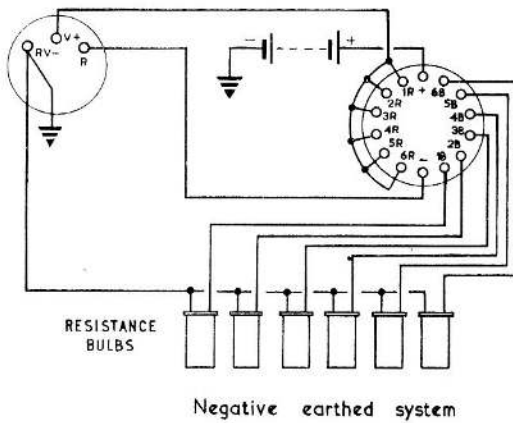 V+
RV-
R
- +
1R
+
6B
2R
5B
3R
4B
4R
3B
5R
2B
6R
-
1B
RESISTANCE
BULBS
Negative earthed system